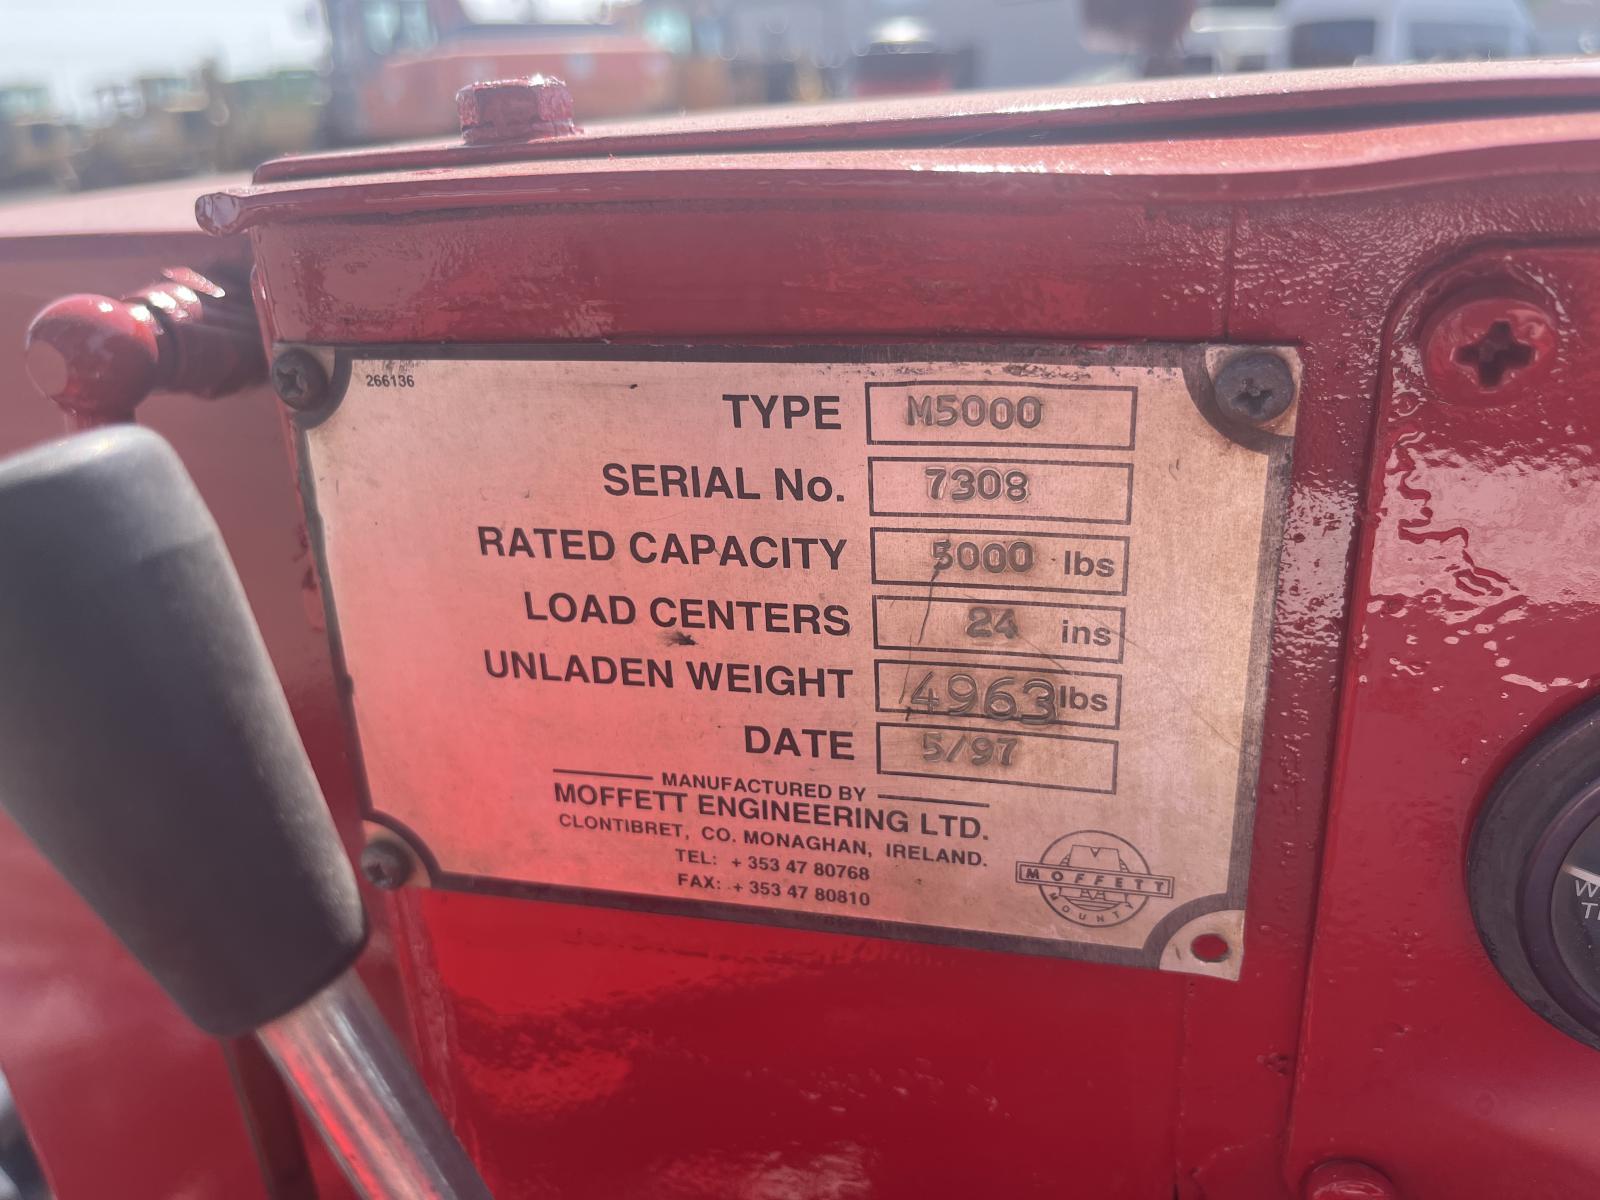 266136
TYPE M5000
SERIAL No. 7308
RATED CAPACITY 5000 lbs
LOAD CENTERS 24 ins
UNLADEN WEIGHT 4963 lbs
DATE 5/97
MANUFACTURED BY
MOFFETT ENGINEERING LTD.
CLONTIBRET, CO. MONAGHAN, IRELAND.
TEL: + 353 47 80768
FAX: + 353 47 80810
MOFFETT
MOUNTY